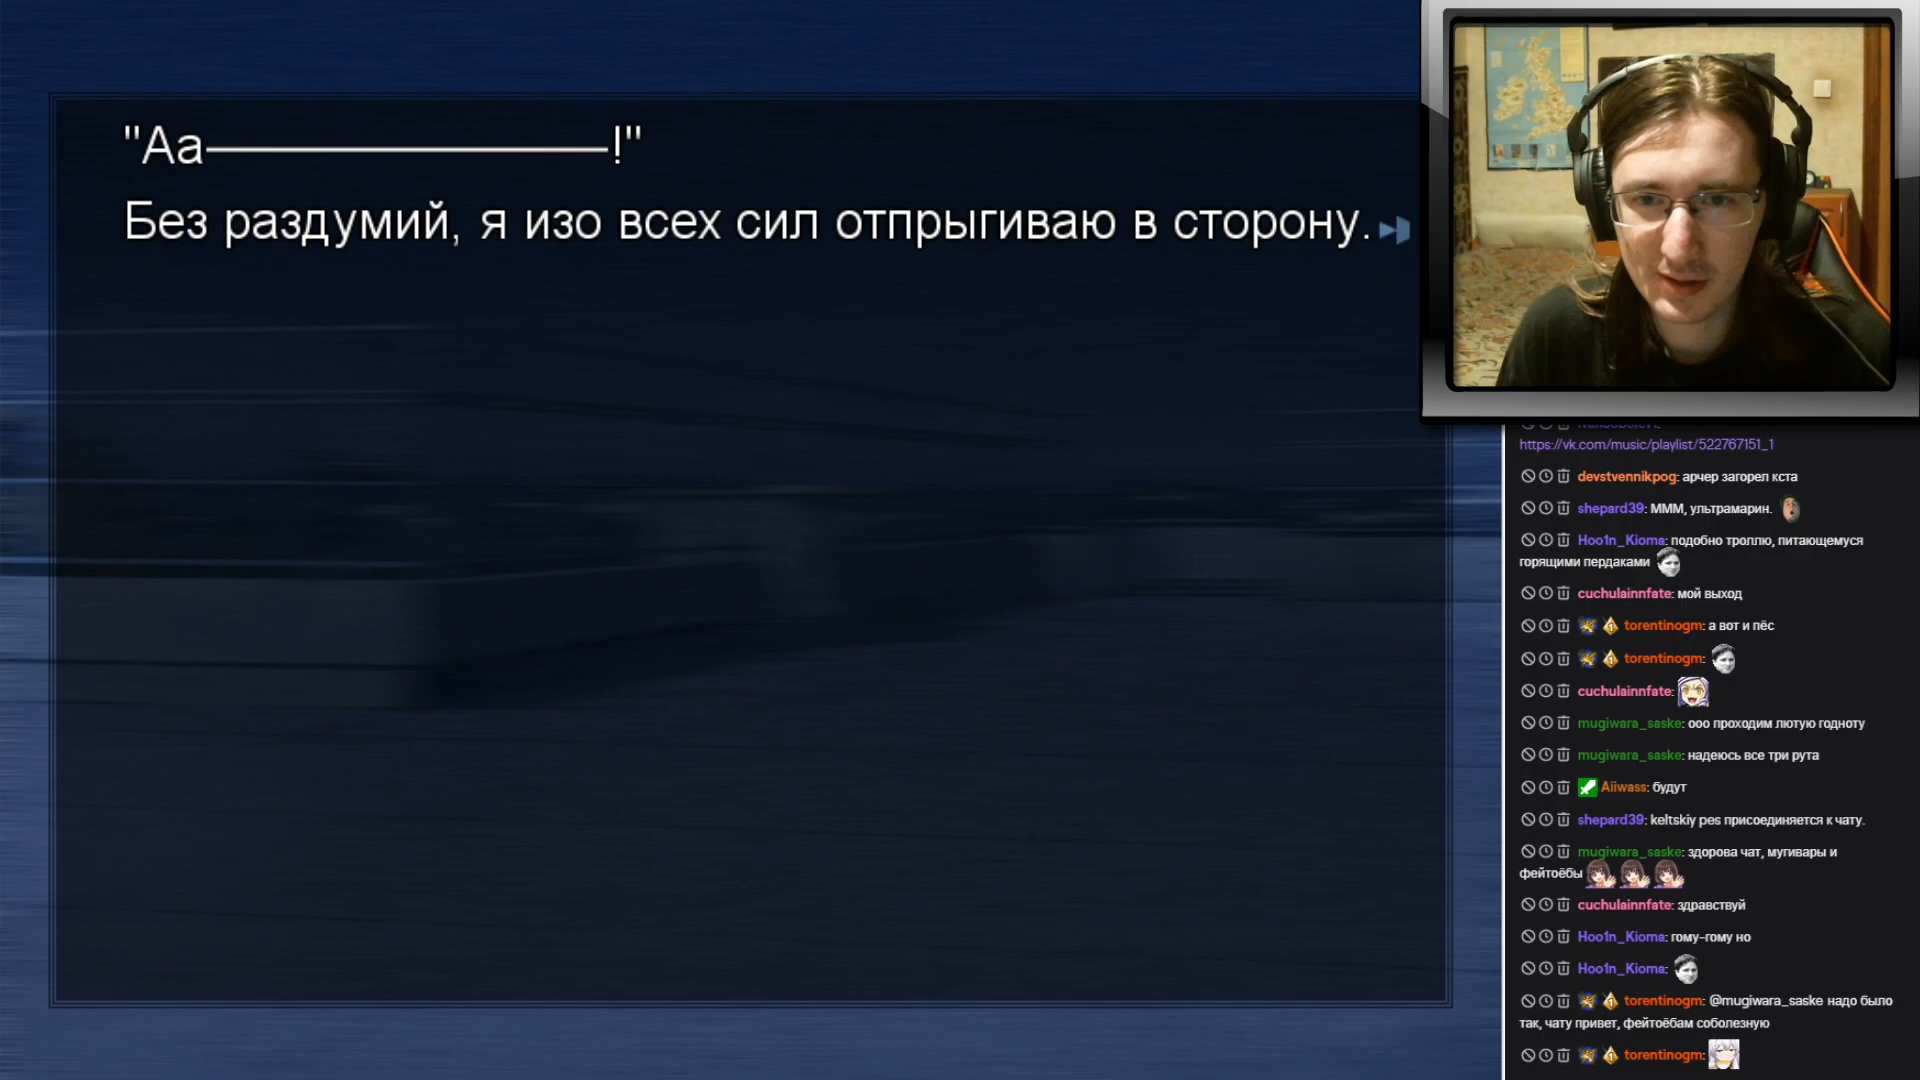 "Аа――――――――!"
Без раздумий, я изо всех сил отпрыгиваю в сторону.
https://vk.com/music/playlist/522767151_1
devstvennikpog: арчер загорел кста
shepard39: МММ, ультрамарин.
Hoo1n_Kioma: подобно троллю, питающемуся
горящими пердаками
cuchulainnfate: мой выход
torentinogm: а вот и пёс
torentinogm:
cuchulainnfate:
mugiwara_saske: ооо проходим лютую годноту
mugiwara_saske: надеюсь все три рута
Aiiwass: будут
shepard39: keltskiy pes присоединяется к чату.
mugiwara_saske: здорова чат, мугивары и
фейтоёбы
cuchulainnfate: здравствуй
Hoo1n_Kioma: гому-гому но
Hoo1n_Kioma:
torentinogm: @mugiwara_saske надо было
так, чату привет, фейтоёбам соболезную
torentinogm: